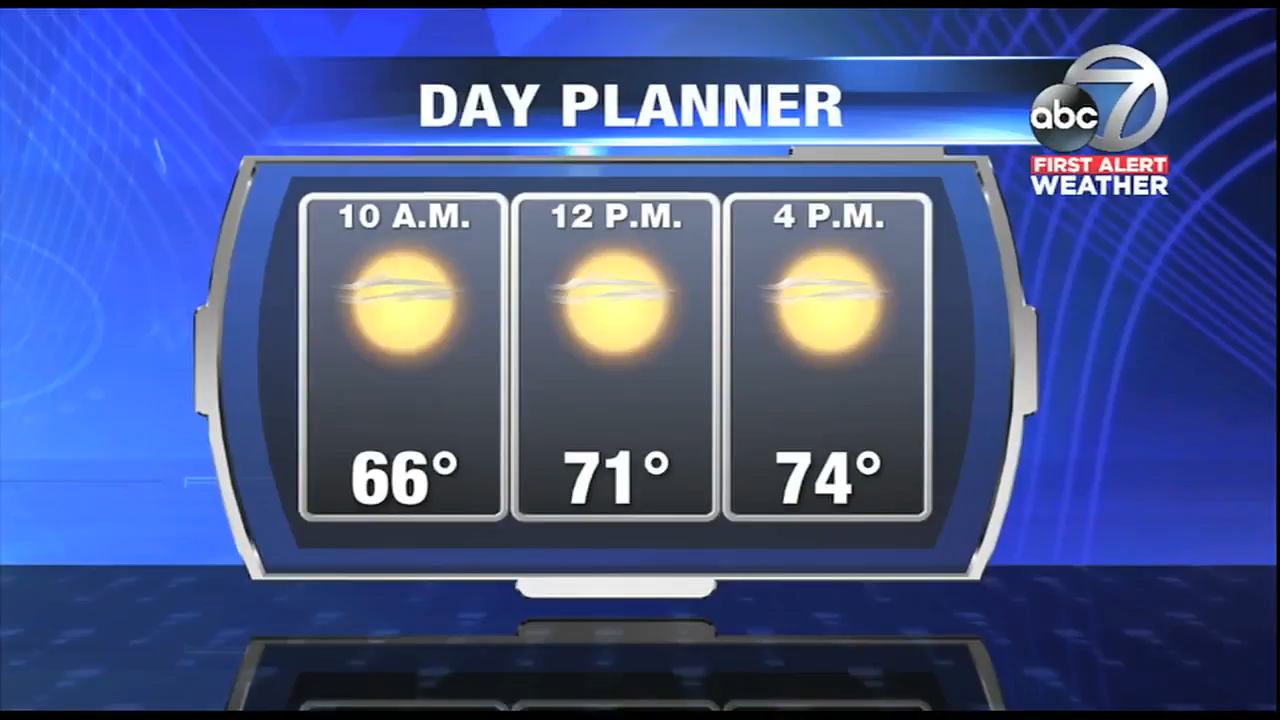 DAY PLANNER
abc 7
FIRST ALERT
WEATHER
10 A.M. 12 P.M. 4 P.M.
66° 71° 74°